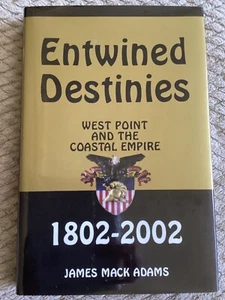 Entwined
Destinies
WEST POINT
AND THE
COASTAL EMPIRE
1802-2002
JAMES MACK ADAMS